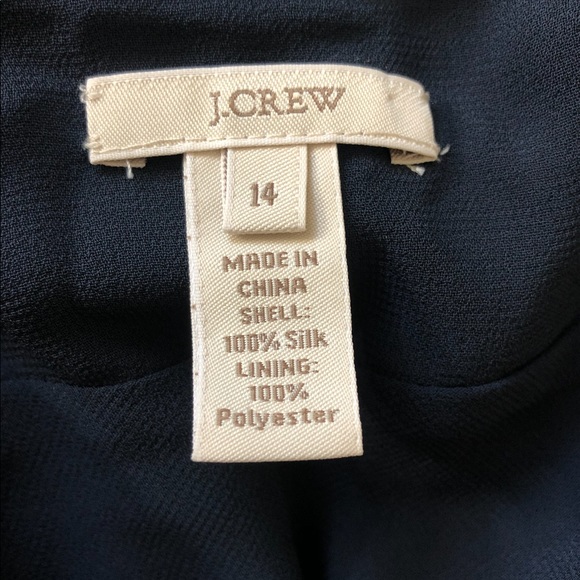 J.CREW
14
MADE IN
CHINA
SHELL:
100% Silk
LINING:
100%
Polyester